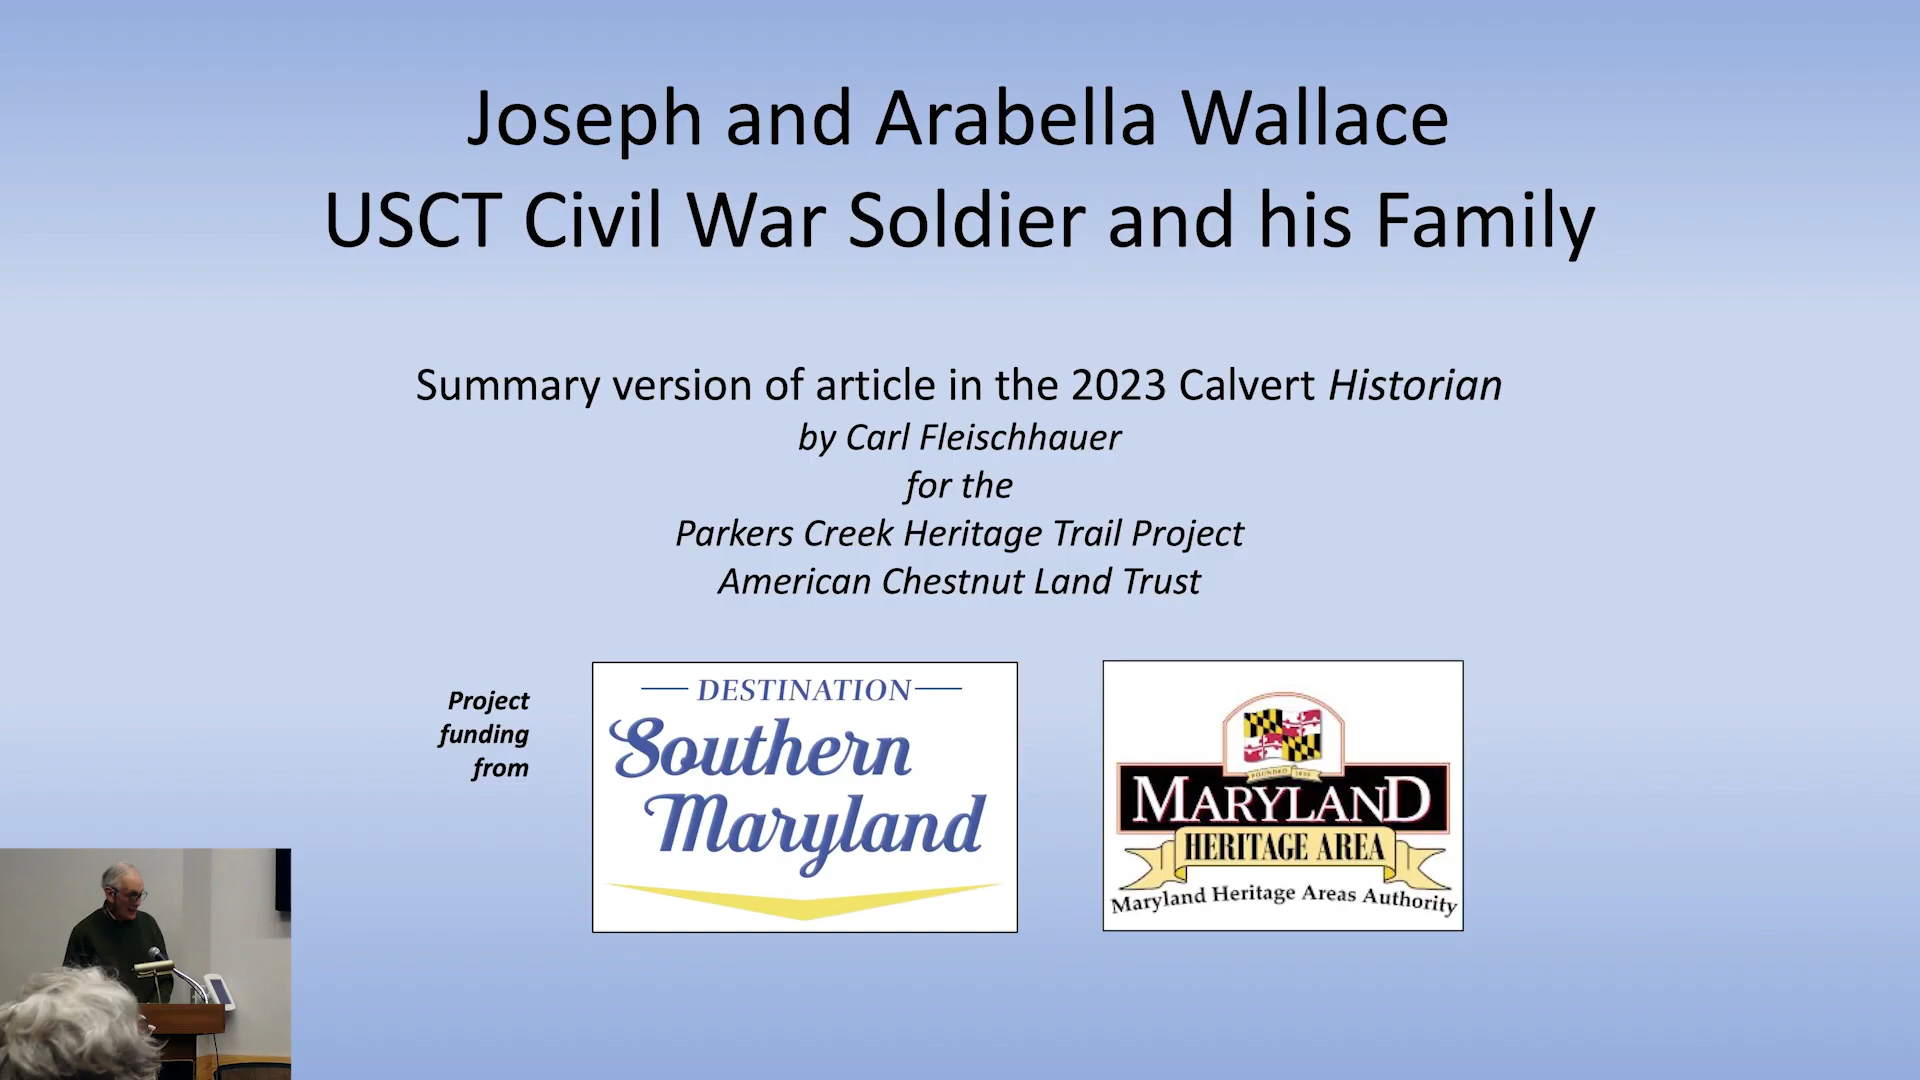 Joseph and Arabella Wallace
USCT Civil War Soldier and his Family
Summary version of article in the 2023 Calvert Historian
by Carl Fleischhauer
for the
Parkers Creek Heritage Trail Project
American Chestnut Land Trust
Project
funding
from
DESTINATION
Southern
Maryland
FOUNDED 1634
MARYLAND
HERITAGE AREA
Maryland Heritage Areas Authority